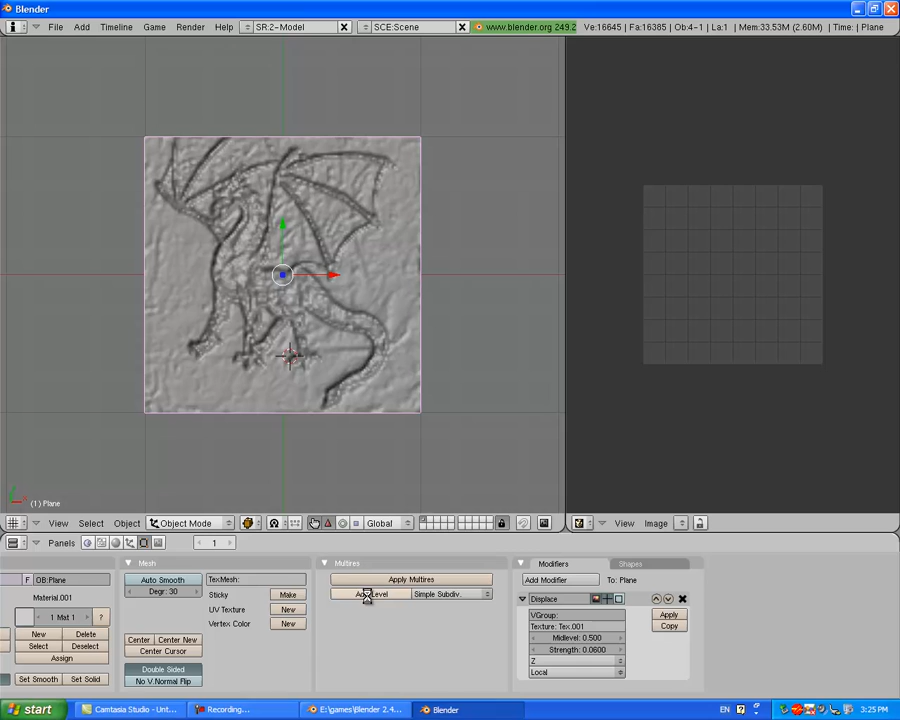 Blender
File Add Timeline Game Render Help SR:2-Model SCE:Scene www.blender.org 249.2 Ve:16645 | Fa:16385 | Ob:4-1 | La:1 | Mem:33.53M (2.60M) | Time: | Plane
(1) Plane
View Select Object Object Mode Global View Image
Panels 1
Mesh Multires Modifiers Shapes
F OB:Plane Auto Smooth TexMesh: Apply Multires Add Modifier To: Plane
Degr: 30 Sticky Make Simple Subdiv..
Material.001 Displace
1 Mat 1 ? UV Texture New VGroup: Apply
Vertex Color New Texture: Tex.001 Copy
New Delete Center Center New Midlevel: 0.500
Select Deselect Center Cursor Strength: 0.0600
Assign Z
Double Sided Local
Set Smooth Set Solid No V.Normal Flip
start Camtasia Studio - Unt... Recording... E:\games\Blender 2.4... Blender EN 3:25 PM